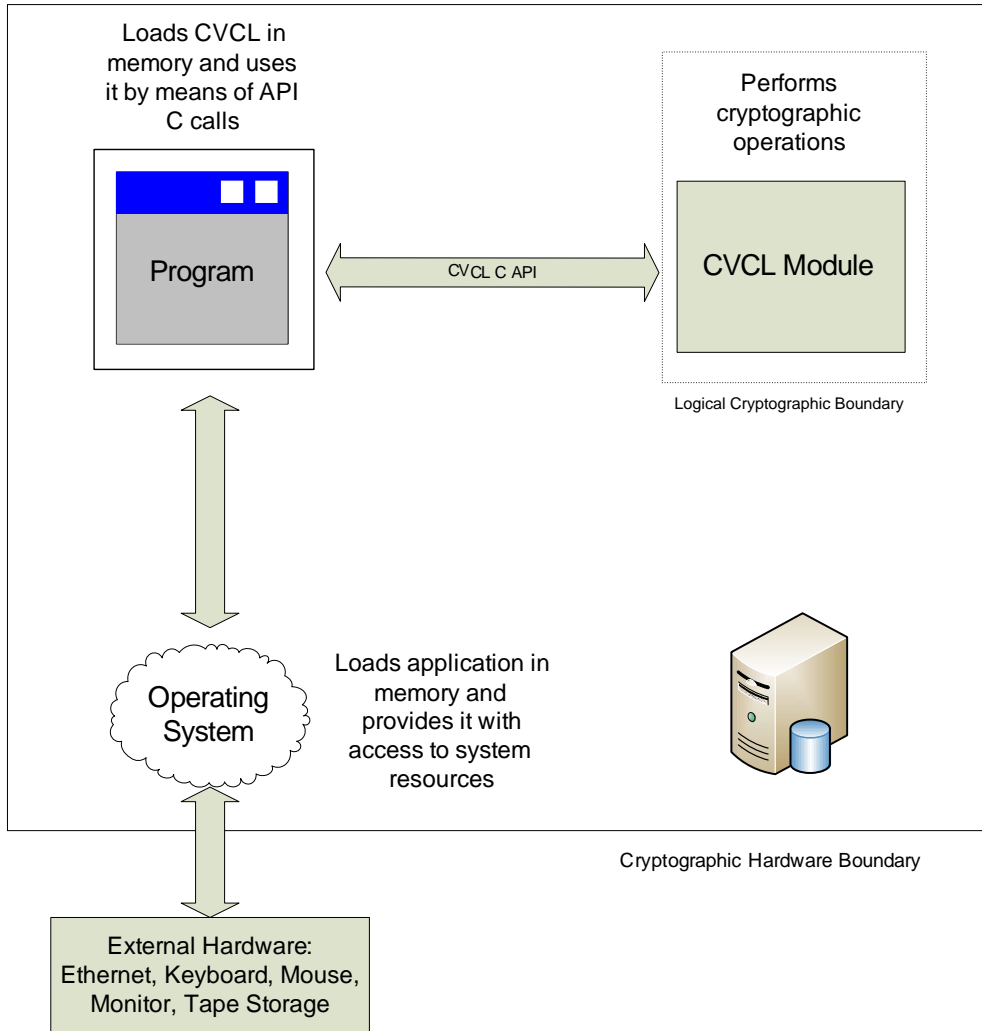 Loads CVCL in
memory and uses
it by means of API
C calls
Performs
cryptographic
operations
Program
CVCL C API
CVCL Module
Logical Cryptographic Boundary
Operating
System
Loads application in
memory and
provides it with
access to system
resources
Cryptographic Hardware Boundary
External Hardware:
Ethernet, Keyboard, Mouse,
Monitor, Tape Storage